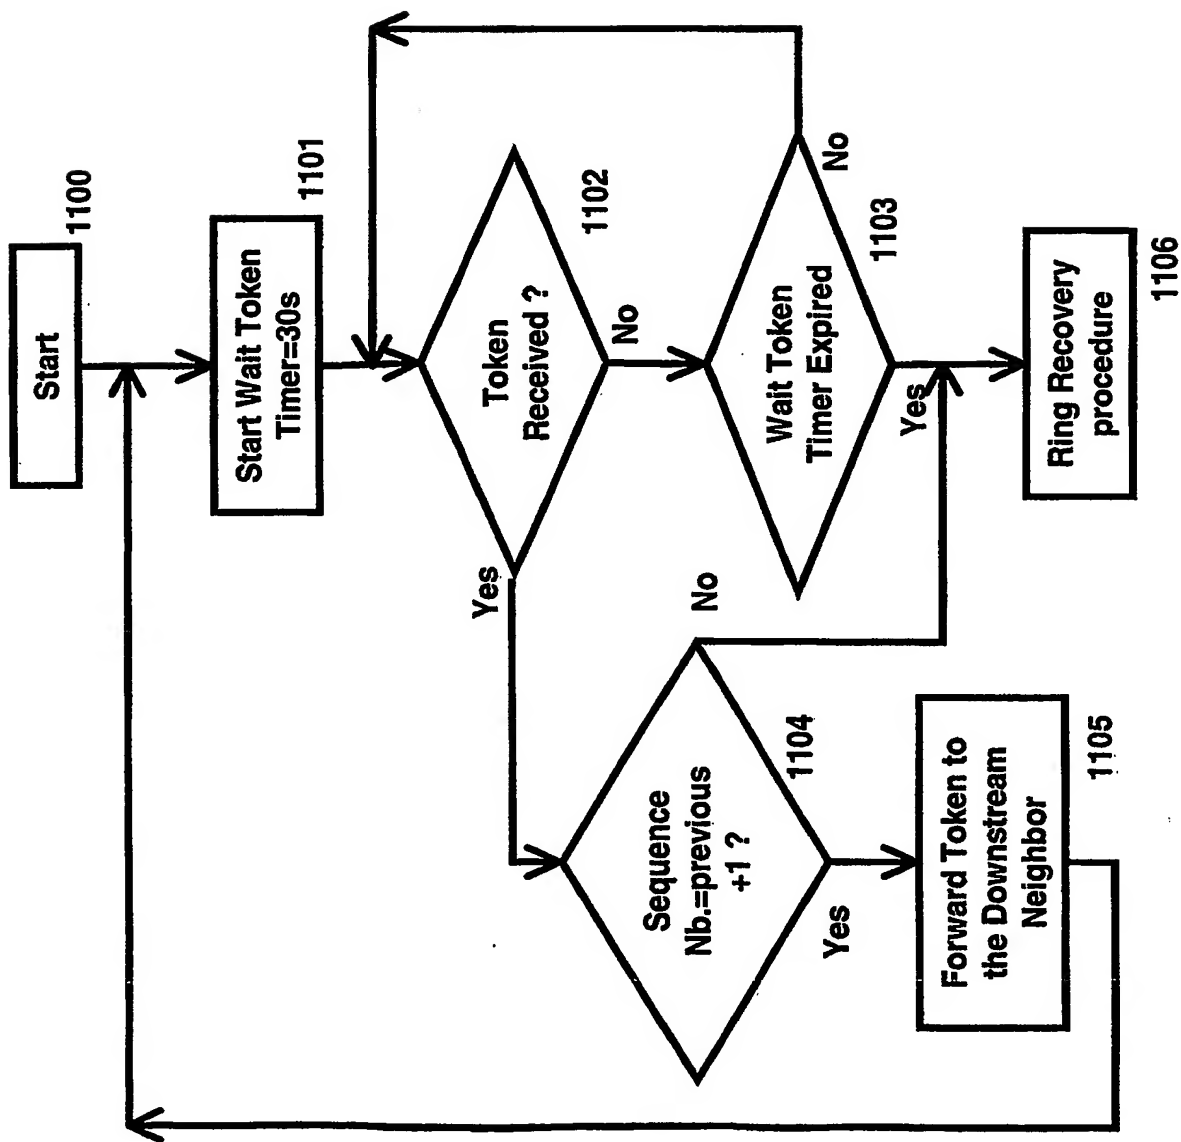 Start
1100
Start Wait Token
Timer=30s
1101
Token
Received ?
1102
Yes
No
Wait Token
Timer Expired
1103
No
Yes
Sequence
Nb.=previous
+1 ?
1104
No
Yes
Forward Token to
the Downstream
Neighbor
1105
Ring Recovery
procedure
1106